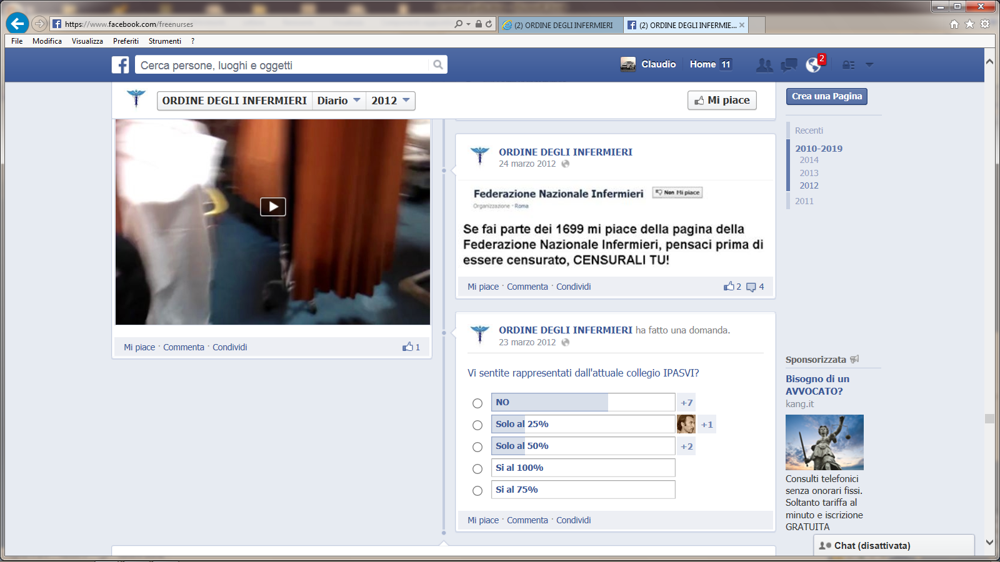 https://www.facebook.com/freenurses
(2) ORDINE DEGLI INFERMIERI
(2) ORDINE DEGLI INFERMIE...
File Modifica Visualizza Preferiti Strumenti ?
Cerca persone, luoghi e oggetti
Claudio
Home 11
2
ORDINE DEGLI INFERMIERI Diario 2012
Mi piace
Crea una Pagina
Recenti
2010-2019
2014
2013
2012
2011
Mi piace · Commenta · Condividi
1
ORDINE DEGLI INFERMIERI
24 marzo 2012
Federazione Nazionale Infermieri Non Mi piace
Organizzazione · Roma
Se fai parte dei 1699 mi piace della pagina della
Federazione Nazionale Infermieri, pensaci prima di
essere censurato, CENSURALI TU!
Mi piace · Commenta · Condividi
2 4
ORDINE DEGLI INFERMIERI ha fatto una domanda.
23 marzo 2012
Vi sentite rappresentati dall'attuale collegio IPASVI?
NO +7
Solo al 25% +1
Solo al 50% +2
Si al 100%
Si al 75%
Mi piace · Commenta · Condividi
Sponsorizzata
Bisogno di un
AVVOCATO?
kang.it
Consulti telefonici
senza onorari fissi.
Soltanto tariffa al
minuto e iscrizione
GRATUITA
Chat (disattivata)